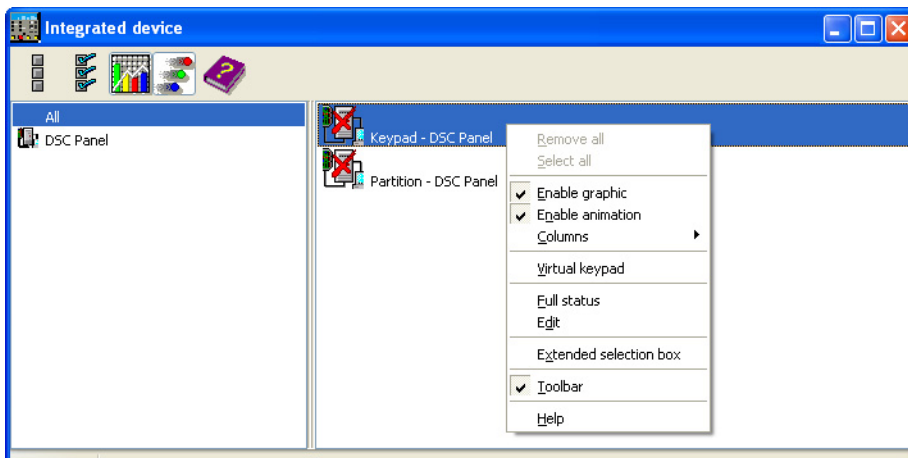 Integrated device
All
DSC Panel
Keypad - DSC Panel
Partition - DSC Panel
Remove all
Select all
Enable graphic
Enable animation
Columns
Virtual keypad
Full status
Edit
Extended selection box
Toolbar
Help